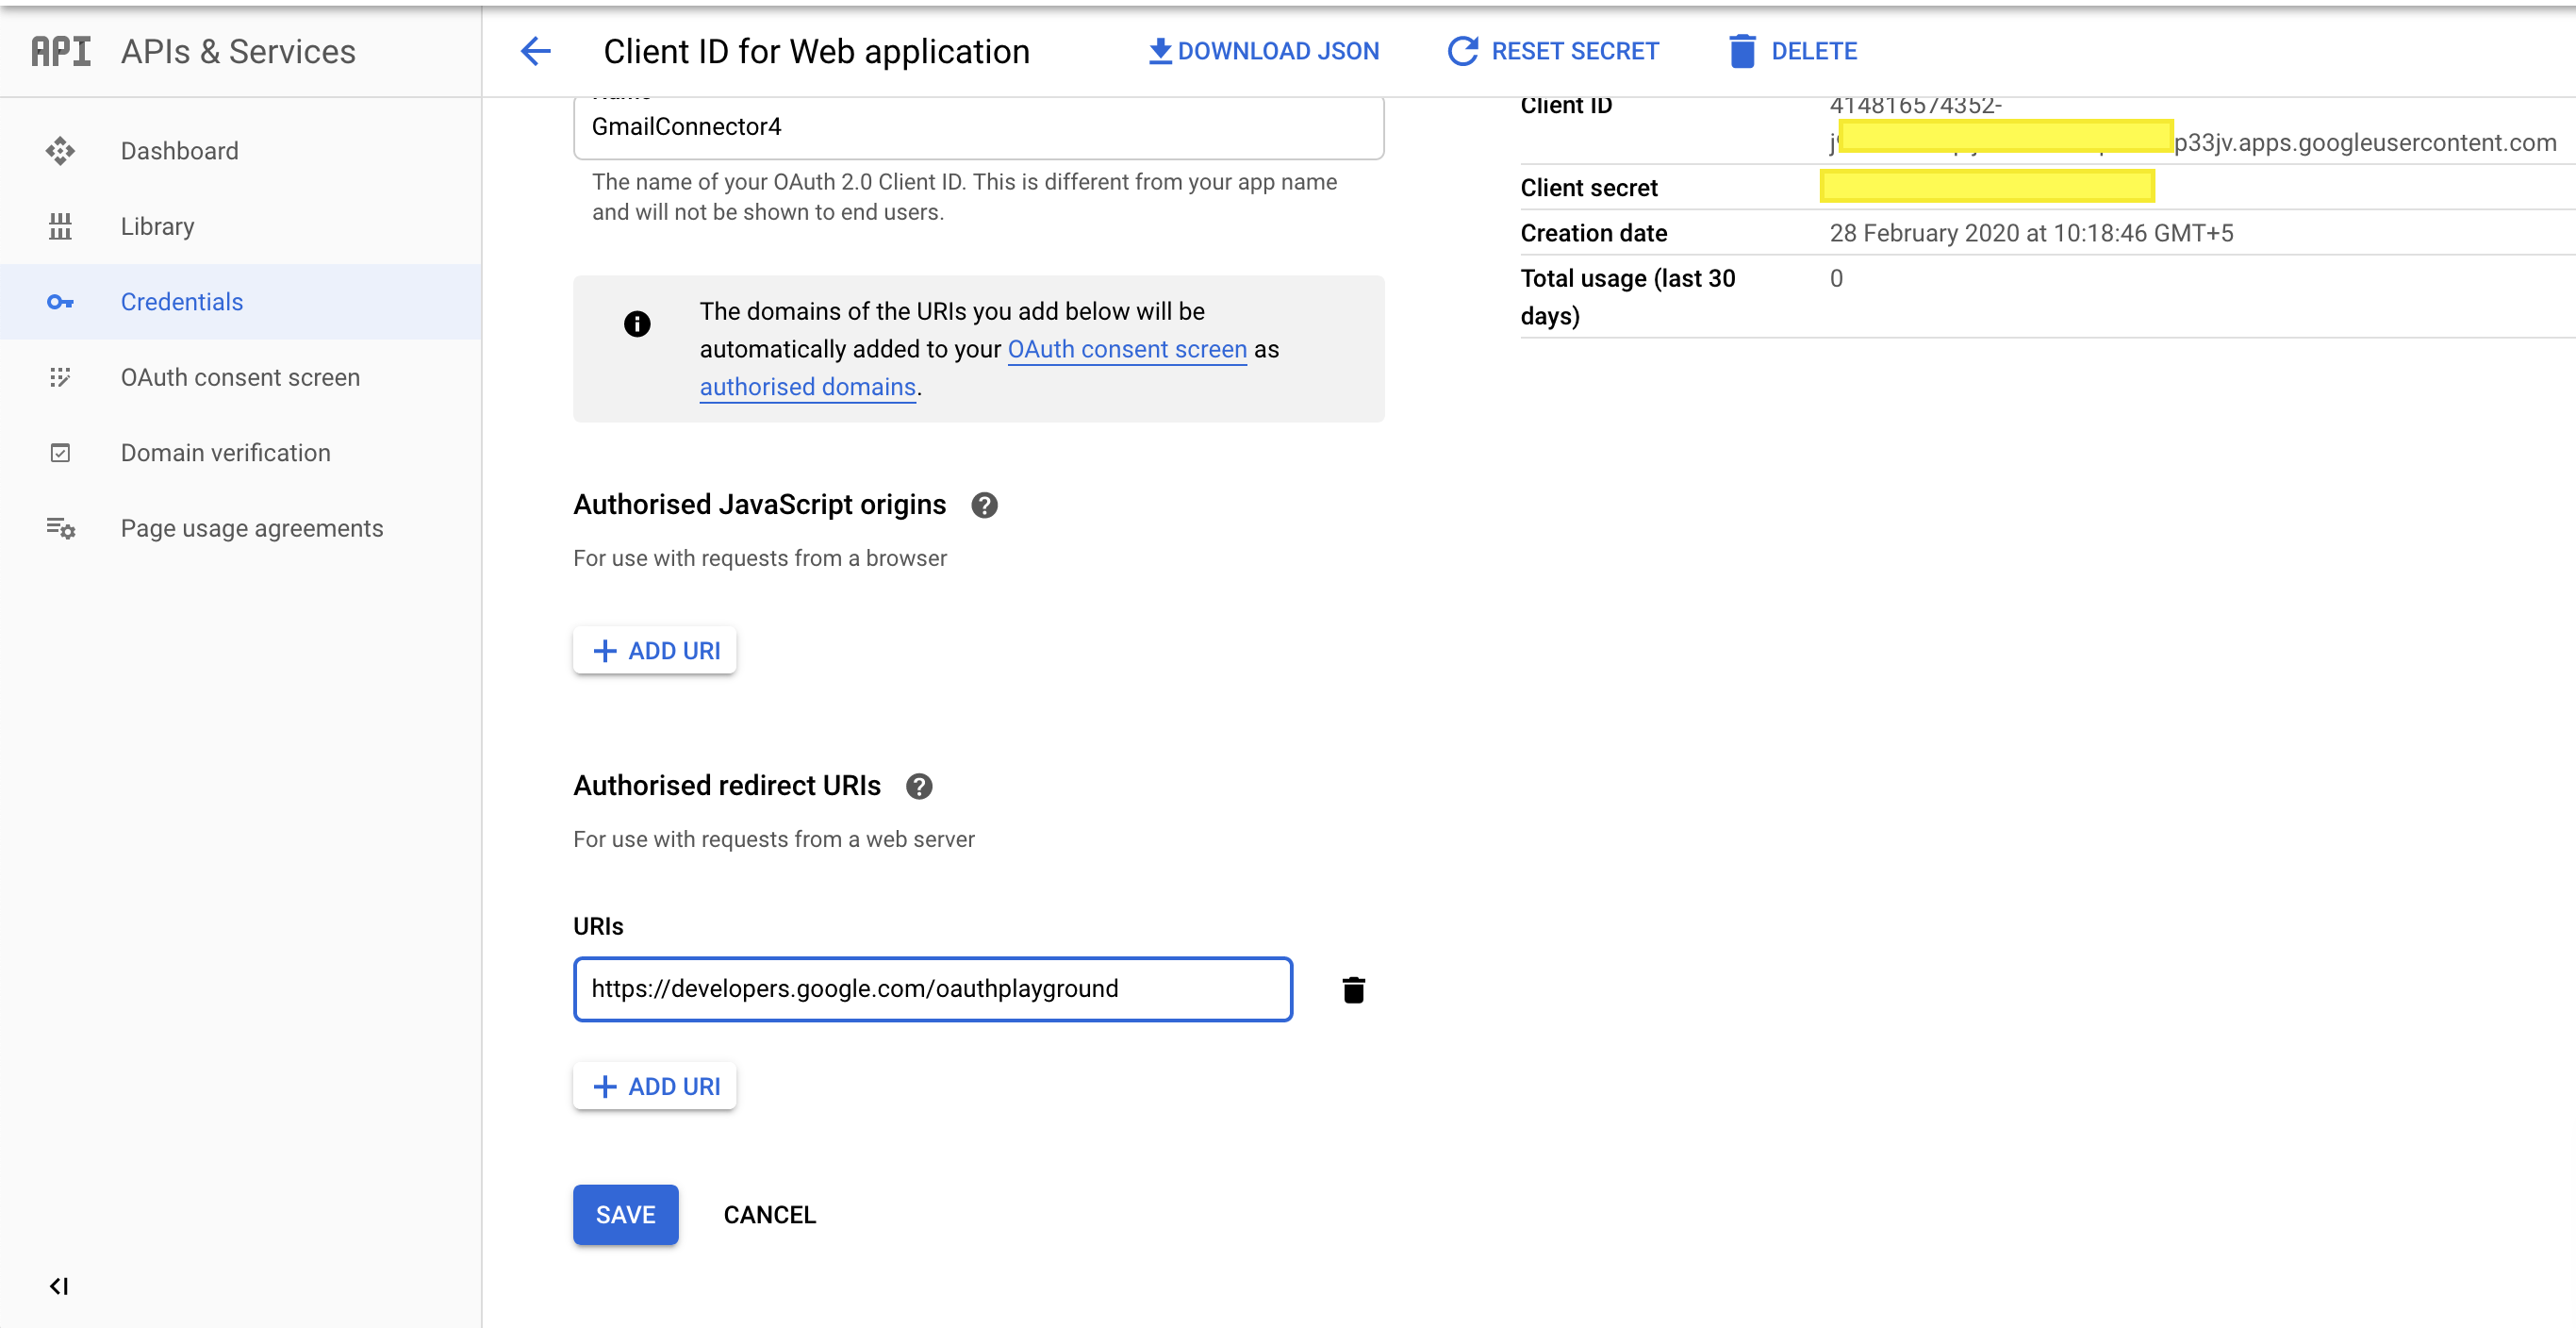 API APIs & Services
Dashboard
Library
Credentials
OAuth consent screen
Domain verification
Page usage agreements
Client ID for Web application
DOWNLOAD JSON
RESET SECRET
DELETE
Name
GmailConnector4
The name of your OAuth 2.0 Client ID. This is different from your app name
and will not be shown to end users.
The domains of the URIs you add below will be
automatically added to your OAuth consent screen as
authorised domains.
Authorised JavaScript origins
For use with requests from a browser
ADD URI
Authorised redirect URIs
For use with requests from a web server
URIs
https://developers.google.com/oauthplayground
ADD URI
SAVE CANCEL
Client ID 414816574352-
p33jv.apps.googleusercontent.com
Client secret
Creation date 28 February 2020 at 10:18:46 GMT+5
Total usage (last 30 0
days)